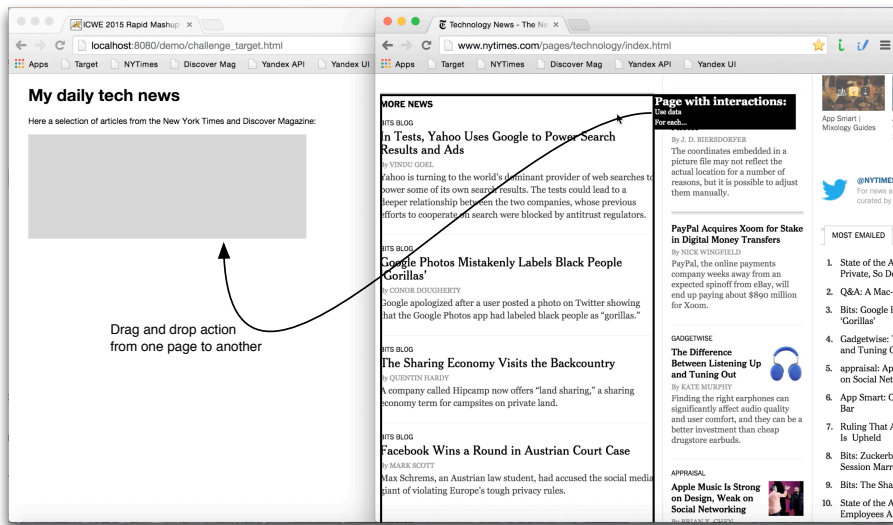 ICWE 2015 Rapid Mashup
localhost:8080/demo/challenge_target.html
Apps Target NYTimes Discover Mag Yandex API Yandex UI
My daily tech news
Here a selection of articles from the New York Times and Discover Magazine:
Drag and drop action
from one page to another
Technology News - The Ne
www.nytimes.com/pages/technology/index.html
Apps Target NYTimes Discover Mag Yandex API Yandex UI
MORE NEWS
BITS BLOG
In Tests, Yahoo Uses Google to Power Search
Results and Ads
By VINDU GOEL
Yahoo is turning to the world's dominant provider of web searches to
power some of its own search results. The tests could lead to a
deeper relationship between the two companies, whose previous
efforts to cooperate on search were blocked by antitrust regulators.
BITS BLOG
Google Photos Mistakenly Labels Black People
'Gorillas'
By CONOR DOUGHERTY
Google apologized after a user posted a photo on Twitter showing
that the Google Photos app had labeled black people as "gorillas."
BITS BLOG
The Sharing Economy Visits the Backcountry
By QUENTIN HARDY
A company called Hipcamp now offers "land sharing," a sharing
economy term for campsites on private land.
BITS BLOG
Facebook Wins a Round in Austrian Court Case
By MARK SCOTT
Max Schrems, an Austrian law student, had accused the social media
giant of violating Europe's tough privacy rules.
Page with interactions:
Use data
For each...
By J. D. BIERSDORFER
The coordinates embedded in a
picture file may not reflect the
actual location for a number of
reasons, but it is possible to adjust
them manually.
PayPal Acquires Xoom for Stake
in Digital Money Transfers
By NICK WINGFIELD
PayPal, the online payments
company weeks away from an
expected spinoff from eBay, will
end up paying about $890 million
for Xoom.
GADGETWISE
The Difference
Between Listening Up
and Tuning Out
By KATE MURPHY
Finding the right earphones can
significantly affect audio quality
and user comfort, and they can be a
better investment than cheap
drugstore earbuds.
APPRAISAL
Apple Music Is Strong
on Design, Weak on
Social Networking
By BRIAN X. CHEN
App Smart |
Mixology Guides
@NYTIMES
For news a
curated by
MOST EMAILED
1. State of the A
Private, So De
2. Q&A: A Mac-
3. Bits: Google P
'Gorillas'
4. Gadgetwise: T
and Tuning O
5. appraisal: Ap
on Social Net
6. App Smart: G
Bar
7. Ruling That A
Is Upheld
8. Bits: Zuckerb
Session Marr
9. Bits: The Sha
10. State of the A
Employees A